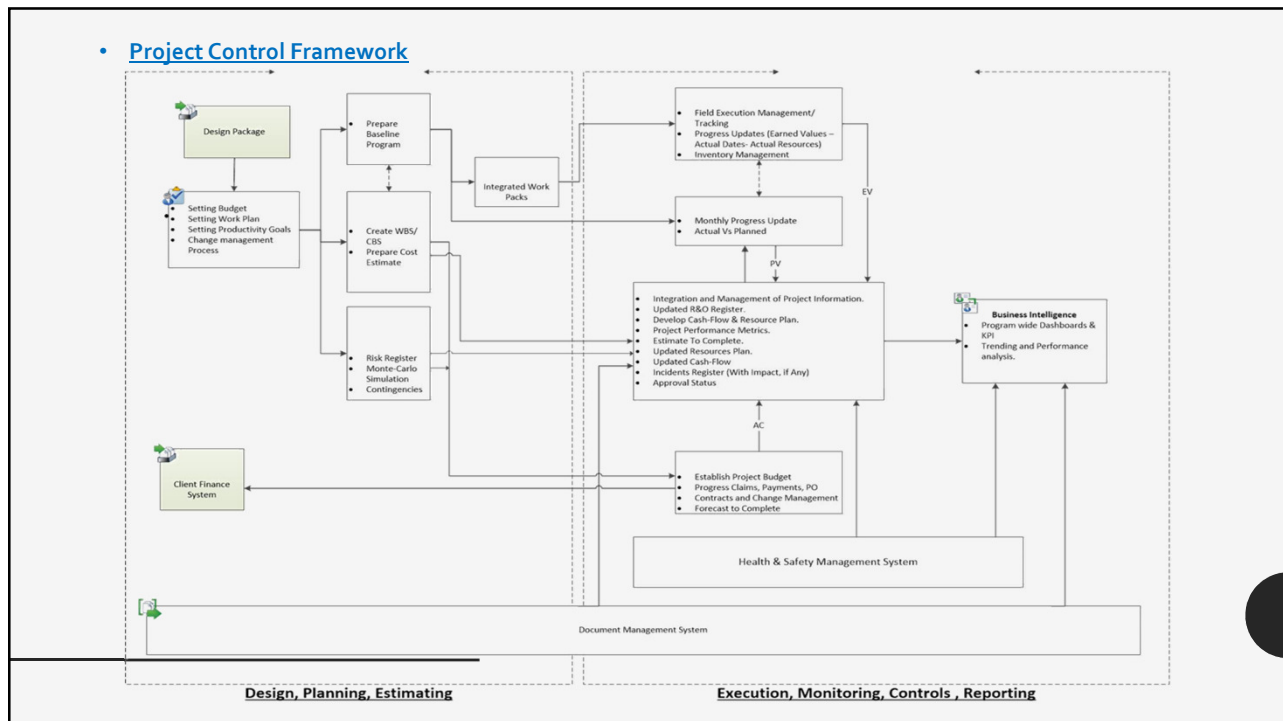 • Project Control Framework
Design Package
• Setting Budget
• Setting Work Plan
• Setting Productivity Goals
• Change management
Process
• Prepare
Baseline
Program
• Create WBS/
CBS
• Prepare Cost
Estimate
• Risk Register
• Monte-Carlo
Simulation
• Contingencies
Integrated Work
Packs
Client Finance
System
• Field Execution Management/
Tracking
• Progress Updates (Earned Values –
Actual Dates- Actual Resources)
• Inventory Management
EV
• Monthly Progress Update
• Actual Vs Planned
PV
• Integration and Management of Project Information.
• Updated R&O Register.
• Develop Cash-Flow & Resource Plan.
• Project Performance Metrics.
• Estimate To Complete.
• Updated Resources Plan.
• Updated Cash-Flow
• Incidents Register (With Impact, if Any)
• Approval Status
Business Intelligence
• Program wide Dashboards &
KPI
• Trending and Performance
analysis.
AC
• Establish Project Budget
• Progress Claims, Payments, PO
• Contracts and Change Management
• Forecast to Complete
Health & Safety Management System
Document Management System
Design, Planning, Estimating
Execution, Monitoring, Controls , Reporting